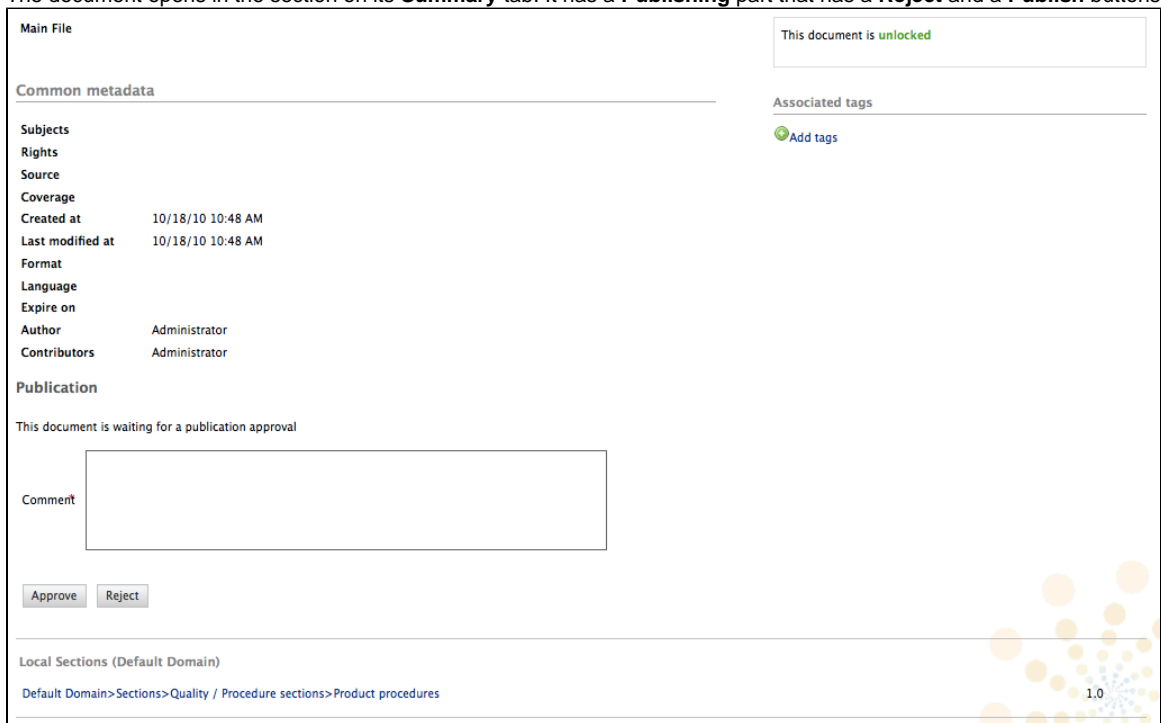 The document opens in the section on its Summary tab. It has a Publishing part that has a Reject and a Publish buttons
Main File
This document is unlocked
Common metadata
Associated tags
Add tags
Subjects
Rights
Source
Coverage
Created at 10/18/10 10:48 AM
Last modified at 10/18/10 10:48 AM
Format
Language
Expire on
Author Administrator
Contributors Administrator
Publication
This document is waiting for a publication approval
Comment*
Approve Reject
Local Sections (Default Domain)
Default Domain>Sections>Quality / Procedure sections>Product procedures 1.0